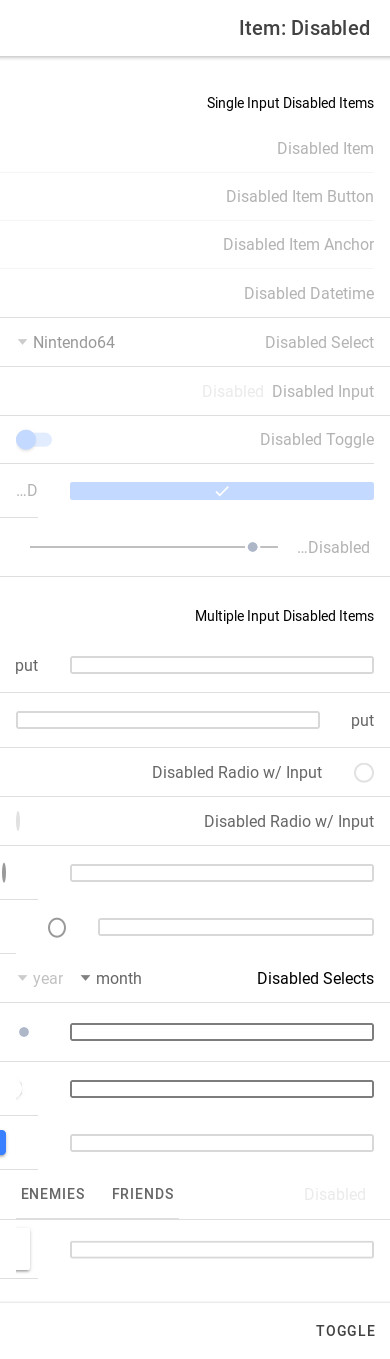 Item: Disabled
Single Input Disabled Items
Disabled Item
Disabled Item Button
Disabled Item Anchor
Disabled Datetime
Disabled Select Nintendo64
Disabled Input Disabled
Disabled Toggle
...D
...Disabled
Multiple Input Disabled Items
put
put
Disabled Radio w/ Input
Disabled Radio w/ Input
Disabled Selects month year
Disabled FRIENDS ENEMIES
TOGGLE